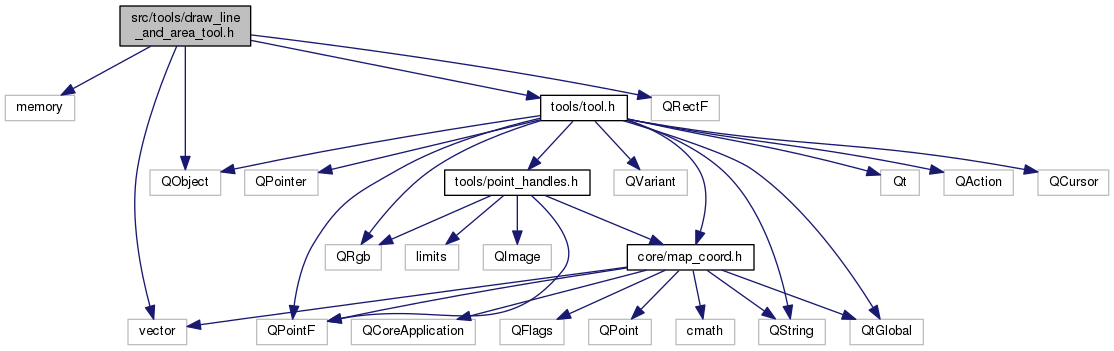 src/tools/draw_line
_and_area_tool.h
memory
tools/tool.h
QRectF
QObject
QPointer
tools/point_handles.h
QVariant
Qt
QAction
QCursor
QRgb
limits
QImage
core/map_coord.h
vector
QPointF
QCoreApplication
QFlags
QPoint
cmath
QString
QtGlobal